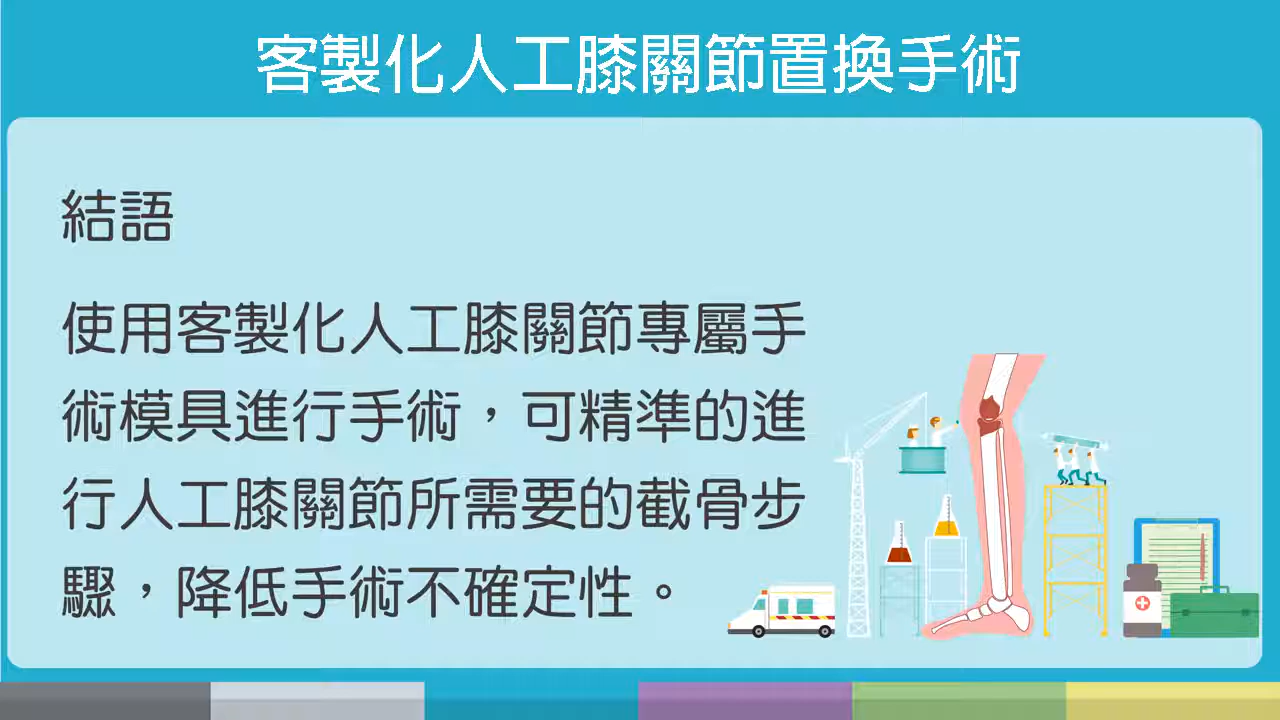 客製化人工膝關節置換手術
結語
使用客製化人工膝關節專屬手
術模具進行手術，可精準的進
行人工膝關節所需要的截骨步
驟，降低手術不確定性。